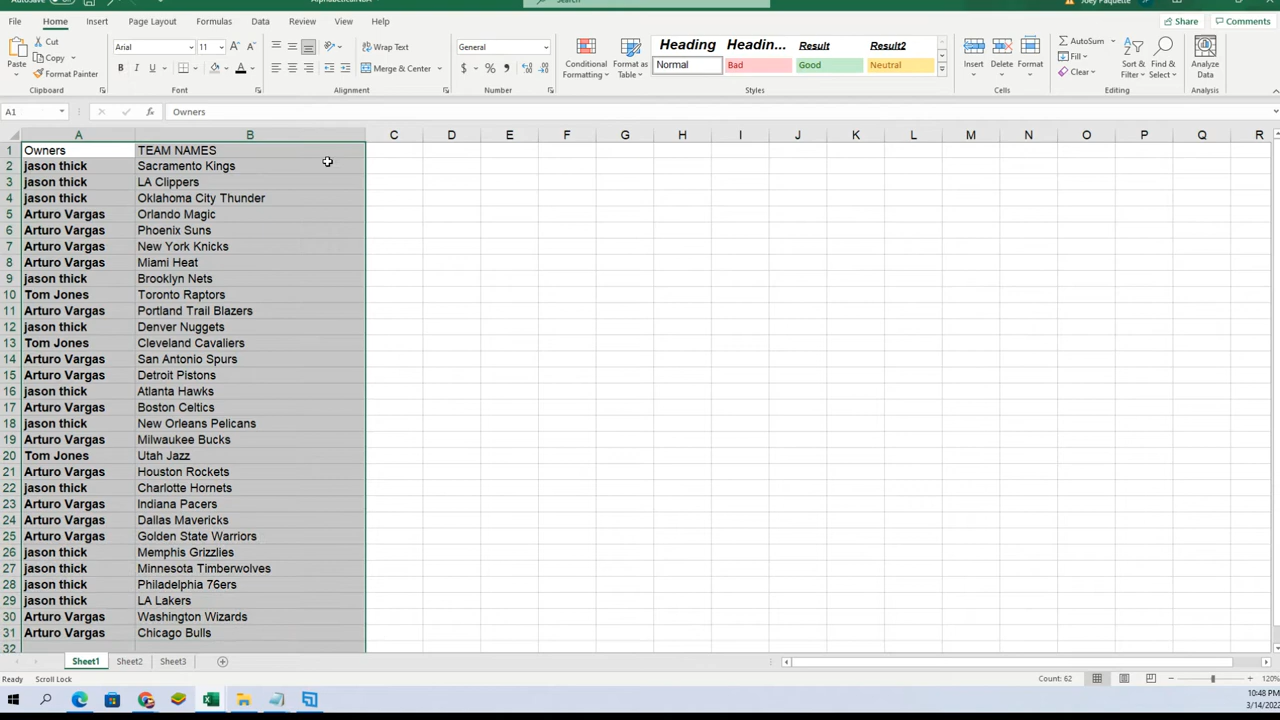 Search
Joey Paquette
File Home Insert Page Layout Formulas Data Review View Help
Share Comments
Paste Cut Copy Format Painter Clipboard
Arial 11 B I U A Font
Wrap Text Merge & Center Alignment
General $ % , Number
Conditional Formatting Format as Table
Heading Headin... Result Result2
Normal Bad Good Neutral
Styles
Insert Delete Format Cells
AutoSum Fill Clear Sort & Filter Find & Select Editing
Analyze Data Analysis
A1 fx Owners
A B C D E F G H I J K L M N O P Q R
1 Owners TEAM NAMES
2 jason thick Sacramento Kings
3 jason thick LA Clippers
4 jason thick Oklahoma City Thunder
5 Arturo Vargas Orlando Magic
6 Arturo Vargas Phoenix Suns
7 Arturo Vargas New York Knicks
8 Arturo Vargas Miami Heat
9 jason thick Brooklyn Nets
10 Tom Jones Toronto Raptors
11 Arturo Vargas Portland Trail Blazers
12 jason thick Denver Nuggets
13 Tom Jones Cleveland Cavaliers
14 Arturo Vargas San Antonio Spurs
15 Arturo Vargas Detroit Pistons
16 jason thick Atlanta Hawks
17 Arturo Vargas Boston Celtics
18 jason thick New Orleans Pelicans
19 Arturo Vargas Milwaukee Bucks
20 Tom Jones Utah Jazz
21 Arturo Vargas Houston Rockets
22 jason thick Charlotte Hornets
23 Arturo Vargas Indiana Pacers
24 Arturo Vargas Dallas Mavericks
25 Arturo Vargas Golden State Warriors
26 jason thick Memphis Grizzlies
27 jason thick Minnesota Timberwolves
28 jason thick Philadelphia 76ers
29 jason thick LA Lakers
30 Arturo Vargas Washington Wizards
31 Arturo Vargas Chicago Bulls
32
Sheet1 Sheet2 Sheet3
Ready Scroll Lock Count: 62 120%
10:48 PM